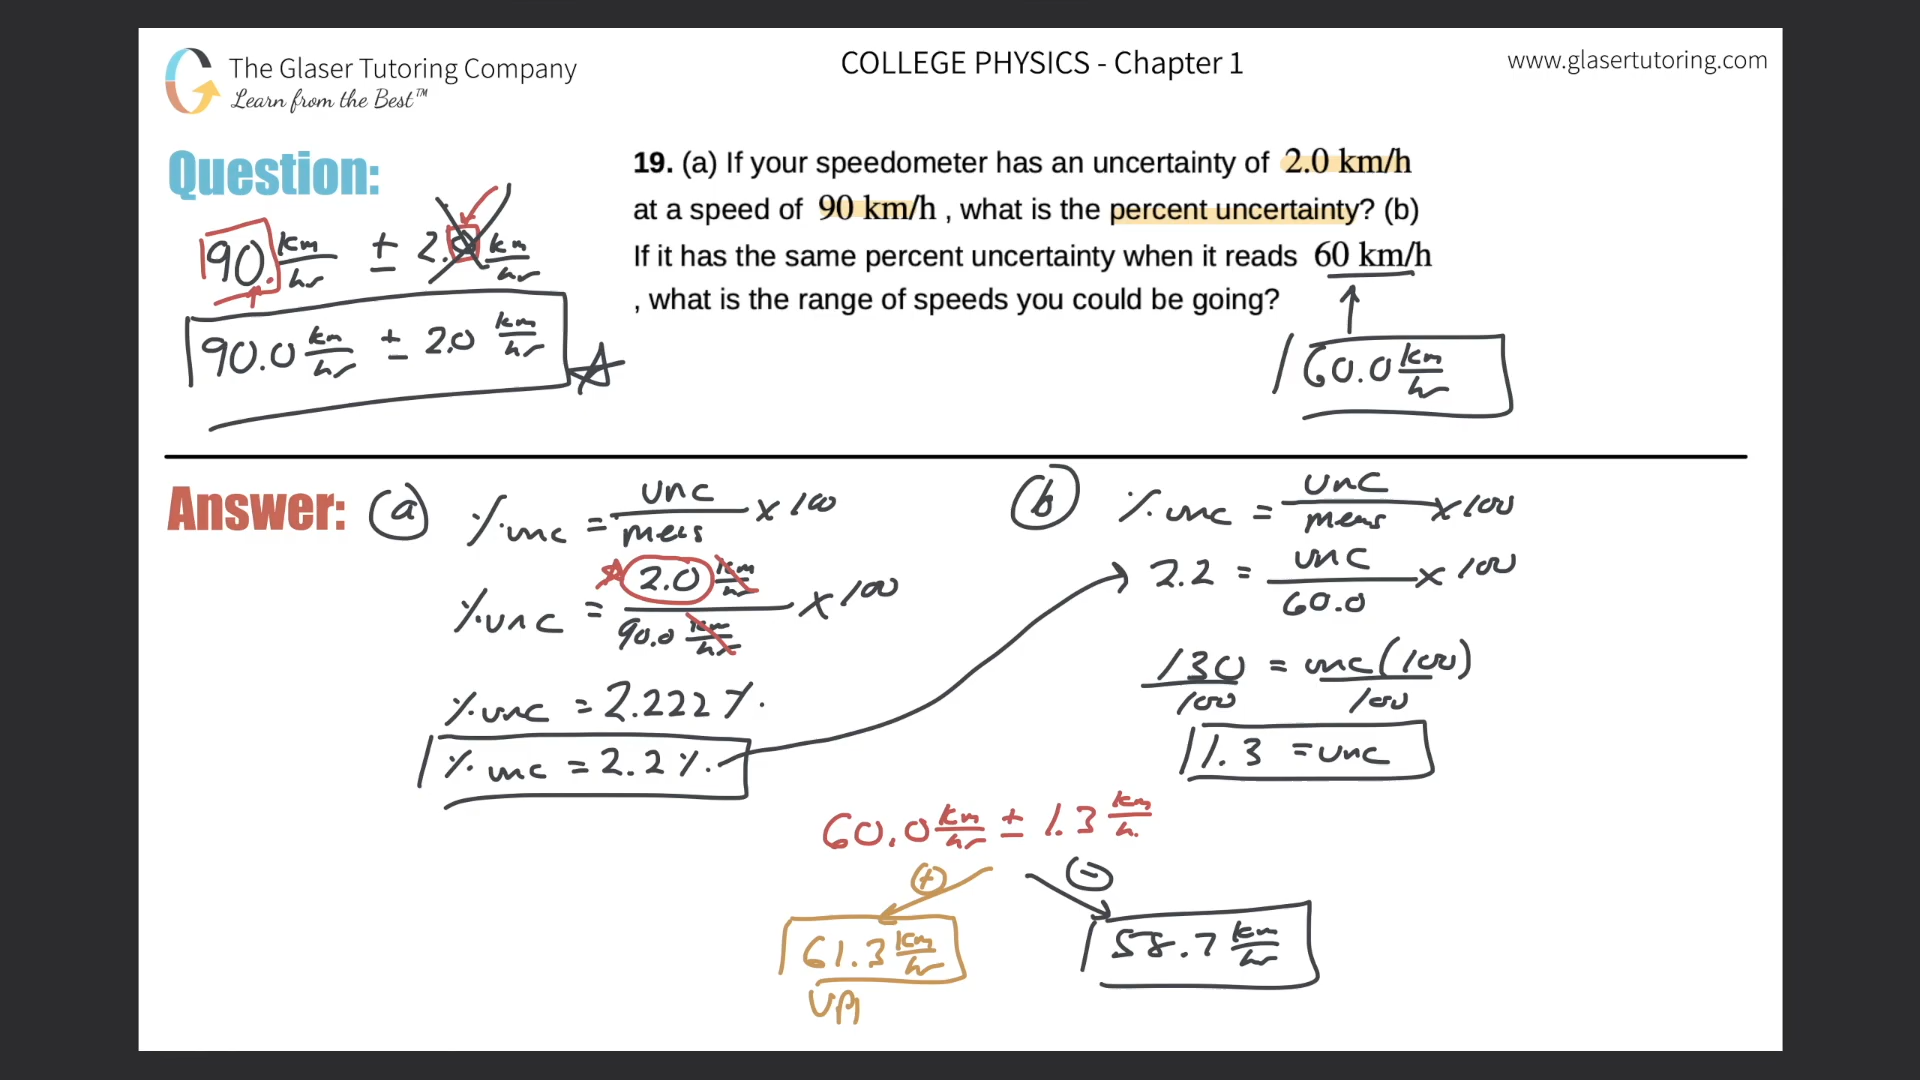 The Glaser Tutoring Company
Learn from the Best™
COLLEGE PHYSICS - Chapter 1
www.glasertutoring.com
Question:
19. (a) If your speedometer has an uncertainty of 2.0 km/h
at a speed of 90 km/h , what is the percent uncertainty? (b)
If it has the same percent uncertainty when it reads 60 km/h
, what is the range of speeds you could be going?
90. km/hr ± 2.0 km/hr
90.0 km/hr ± 2.0 km/hr
60.0 km/hr
Answer:
(a) % unc = unc/meas × 100
% unc = 2.0 km/hr / 90.0 km/hr × 100
% unc = 2.222 %.
% unc = 2.2 %.
(b) % unc = unc/meas × 100
2.2 = unc/60.0 × 100
130/100 = unc(100)/100
1.3 = unc
60.0 km/hr ± 1.3 km/h.
+
−
61.3 km/hr
58.7 km/hr